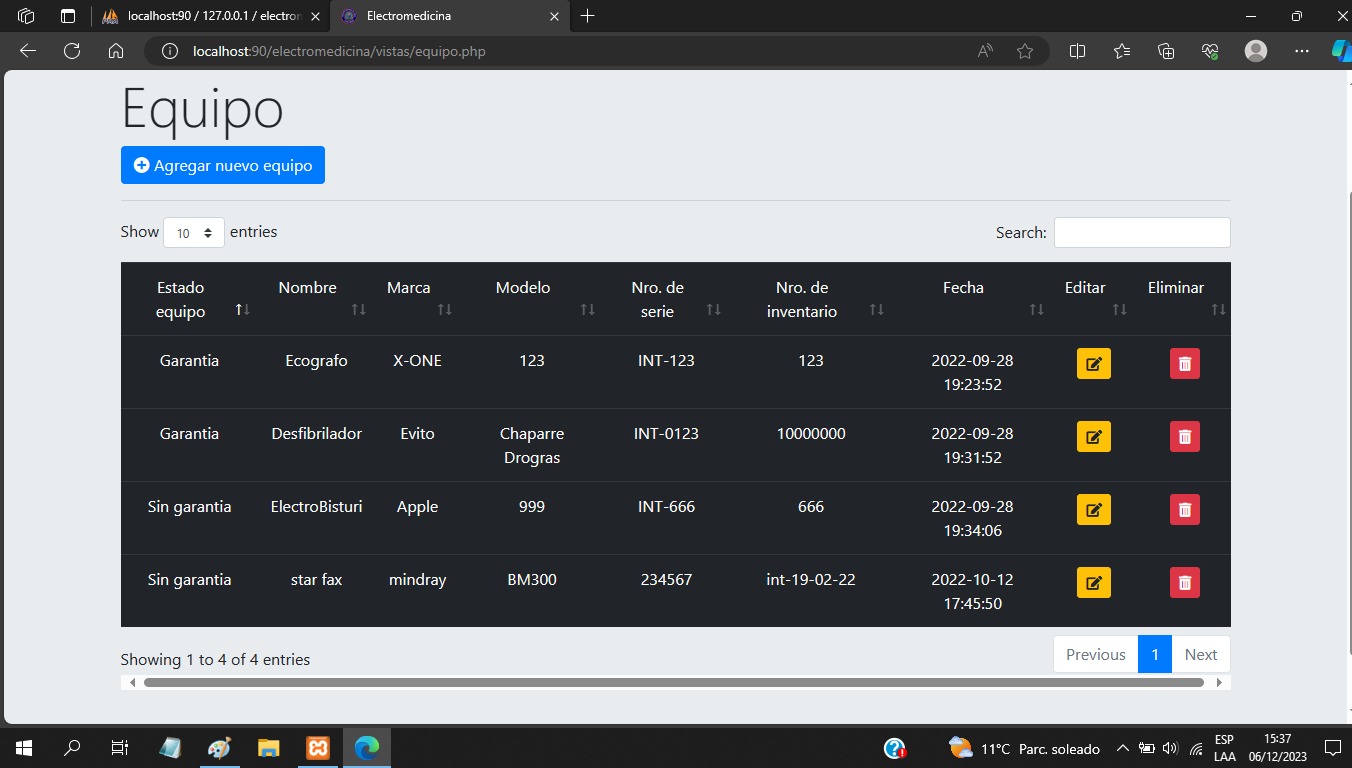 localhost:90 / 127.0.0.1 / electron
Electromedicina
localhost:90/electromedicina/vistas/equipo.php
Equipo
Agregar nuevo equipo
Show 10 entries
Search:
Estado equipo Nombre Marca Modelo Nro. de serie Nro. de inventario Fecha Editar Eliminar
Garantia Ecografo X-ONE 123 INT-123 123 2022-09-28 19:23:52
Garantia Desfibrilador Evito Chaparre Drogras INT-0123 10000000 2022-09-28 19:31:52
Sin garantia ElectroBisturi Apple 999 INT-666 666 2022-09-28 19:34:06
Sin garantia star fax mindray BM300 234567 int-19-02-22 2022-10-12 17:45:50
Showing 1 to 4 of 4 entries
Previous 1 Next
11°C Parc. soleado
ESP
LAA
15:37
06/12/2023